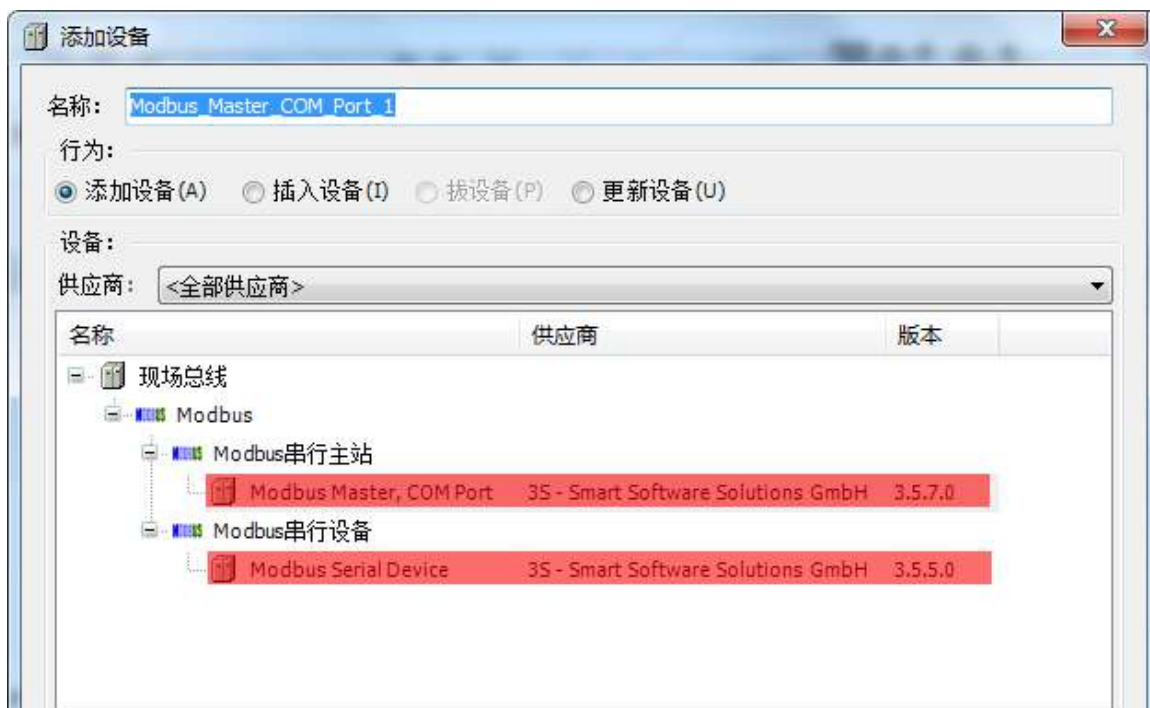 添加设备
名称: Modbus_Master_COM_Port_1
行为:
添加设备(A) 插入设备(I) 拔设备(P) 更新设备(U)
设备:
供应商: <全部供应商>
名称 供应商 版本
现场总线
MODBUS Modbus
MODBUS Modbus串行主站
Modbus Master, COM Port 3S - Smart Software Solutions GmbH 3.5.7.0
MODBUS Modbus串行设备
Modbus Serial Device 3S - Smart Software Solutions GmbH 3.5.5.0